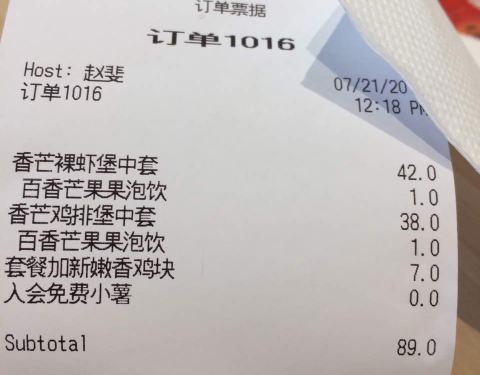 订单票据
订单1016
Host: 赵斐
07/21/20
订单1016
12:18 PM
香芒裸虾堡中套 42.0
百香芒果果泡饮 1.0
香芒鸡排堡中套 38.0
百香芒果果泡饮 1.0
套餐加新嫩香鸡块 7.0
入会免费小薯 0.0
Subtotal 89.0